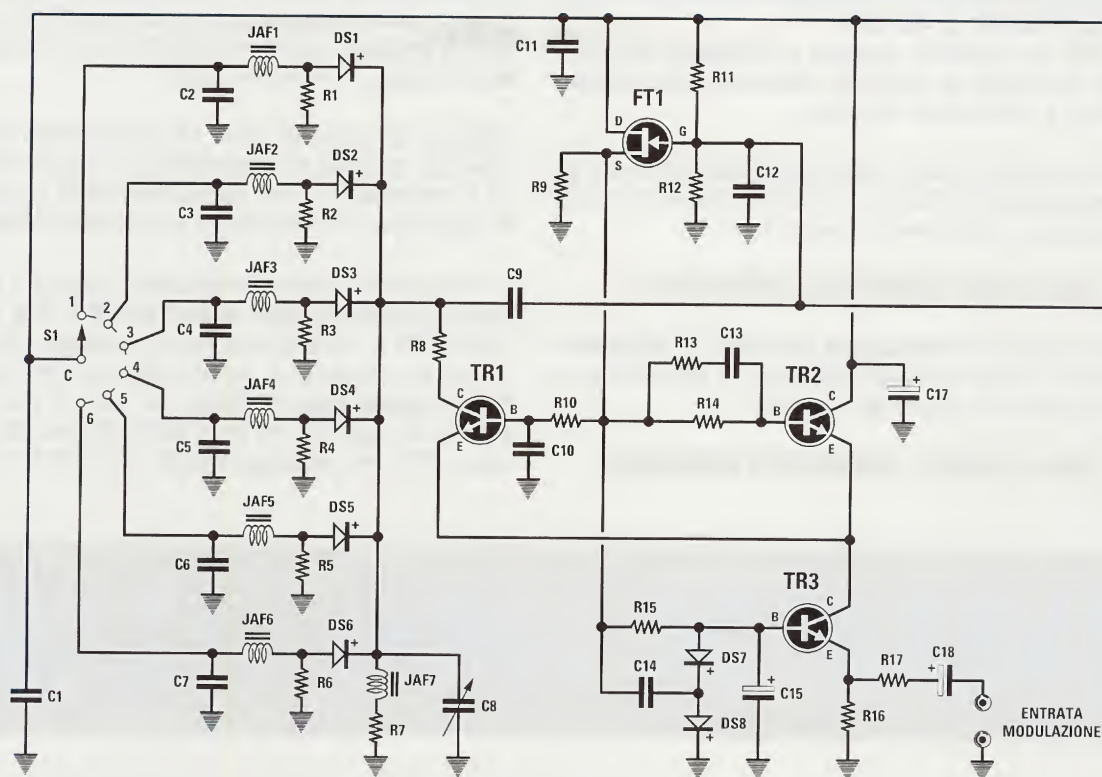 JAF1
DS1
C2
R1
JAF2
DS2
C3
R2
JAF3
DS3
C4
R3
JAF4
DS4
C5
R4
JAF5
DS5
C6
R5
JAF6
DS6
C7
R6
JAF7
R7
C8
S1
1
2
3
4
5
6
C
C1
C11
R11
FT1
D
G
S
R9
R12
C12
C9
R8
TR1
C
B
E
R10
C10
R13
C13
R14
TR2
C
B
E
C17
TR3
C
B
E
R15
C14
DS7
DS8
C15
R16
R17
C18
ENTRATA
MODULAZIONE